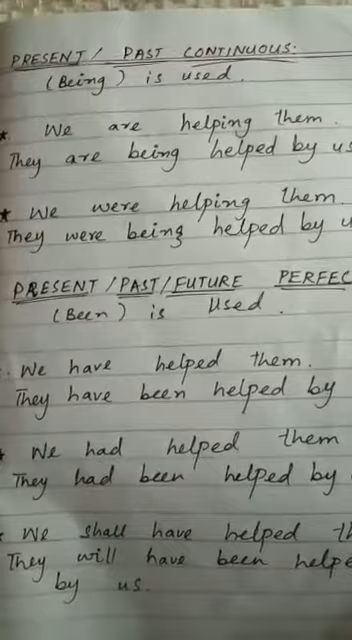 PRESENT / PAST CONTINUOUS:
(Being) is used.
* We are helping them.
They are being helped by us
* We were helping them.
They were being helped by
PRESENT / PAST / FUTURE PERFEC
(Been) is Used.
We have helped them.
They have been helped by
* We had helped them
They had been helped by
* We shall have helped th
They will have been helpe
by us.